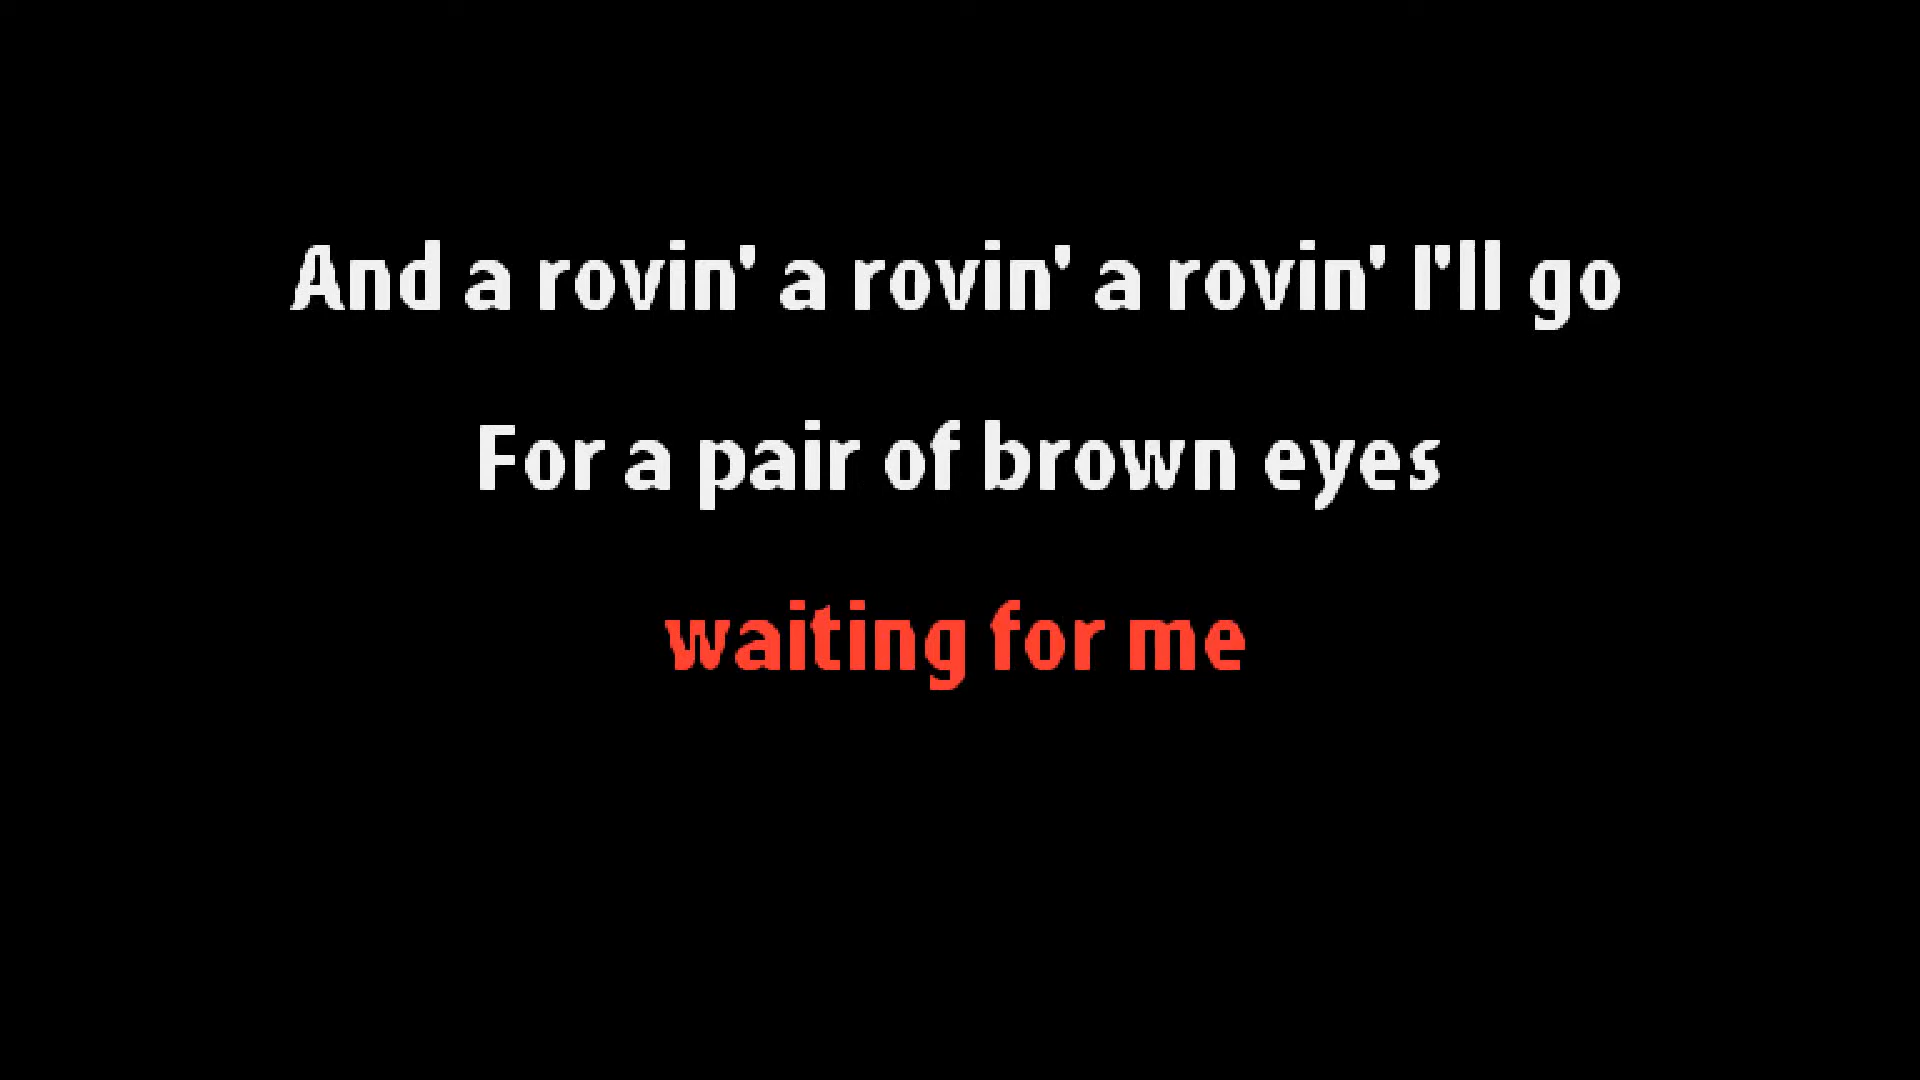 And a rovin' a rovin' a rovin' I'll go
For a pair of brown eyes
waiting for me